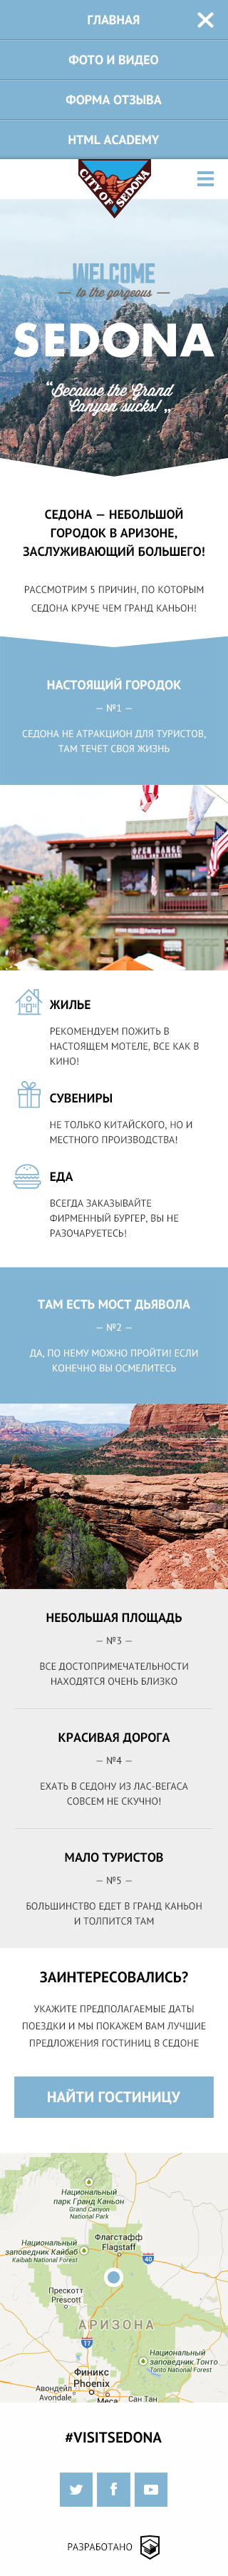 ГЛАВНАЯ
ФОТО И ВИДЕО
ФОРМА ОТЗЫВА
HTML ACADEMY
CITY OF SEDONA
WELCOME
to the gorgeous
SEDONA
“Because the Grand
Canyon sucks!„
СЕДОНА — НЕБОЛЬШОЙ
ГОРОДОК В АРИЗОНЕ,
ЗАСЛУЖИВАЮЩИЙ БОЛЬШЕГО!
РАССМОТРИМ 5 ПРИЧИН, ПО КОТОРЫМ
СЕДОНА КРУЧЕ ЧЕМ ГРАНД КАНЬОН!
НАСТОЯЩИЙ ГОРОДОК
— №1 —
СЕДОНА НЕ АТРАКЦИОН ДЛЯ ТУРИСТОВ,
ТАМ ТЕЧЕТ СВОЯ ЖИЗНЬ
ЖИЛЬЕ
РЕКОМЕНДУЕМ ПОЖИТЬ В
НАСТОЯЩЕМ МОТЕЛЕ, ВСЕ КАК В
КИНО!
СУВЕНИРЫ
НЕ ТОЛЬКО КИТАЙСКОГО, НО И
МЕСТНОГО ПРОИЗВОДСТВА!
ЕДА
ВСЕГДА ЗАКАЗЫВАЙТЕ
ФИРМЕННЫЙ БУРГЕР, ВЫ НЕ
РАЗОЧАРУЕТЕСЬ!
ТАМ ЕСТЬ МОСТ ДЬЯВОЛА
— №2 —
ДА, ПО НЕМУ МОЖНО ПРОЙТИ! ЕСЛИ
КОНЕЧНО ВЫ ОСМЕЛИТЕСЬ
НЕБОЛЬШАЯ ПЛОЩАДЬ
— №3 —
ВСЕ ДОСТОПРИМЕЧАТЕЛЬНОСТИ
НАХОДЯТСЯ ОЧЕНЬ БЛИЗКО
КРАСИВАЯ ДОРОГА
— №4 —
ЕХАТЬ В СЕДОНУ ИЗ ЛАС-ВЕГАСА
СОВСЕМ НЕ СКУЧНО!
МАЛО ТУРИСТОВ
— №5 —
БОЛЬШИНСТВО ЕДЕТ В ГРАНД КАНЬОН
И ТОЛПИТСЯ ТАМ
ЗАИНТЕРЕСОВАЛИСЬ?
УКАЖИТЕ ПРЕДПОЛАГАЕМЫЕ ДАТЫ
ПОЕЗДКИ И МЫ ПОКАЖЕМ ВАМ ЛУЧШИЕ
ПРЕДЛОЖЕНИЯ ГОСТИНИЦ В СЕДОНЕ
НАЙТИ ГОСТИНИЦУ
Национальный
парк Гранд Каньон
Grand Canyon
National Park
Флагстафф
Flagstaff
Национальный
заповедник Кайбаб
Kaibab National Forest
40
Прескотт
Prescott
АРИЗОНА
17
Национальный
заповедник Тонто
Tonto National Forest
Финикс
Phoenix
Авондейл
Avondale
Меса
Сан Тан
#VISITSEDONA
РАЗРАБОТАНО